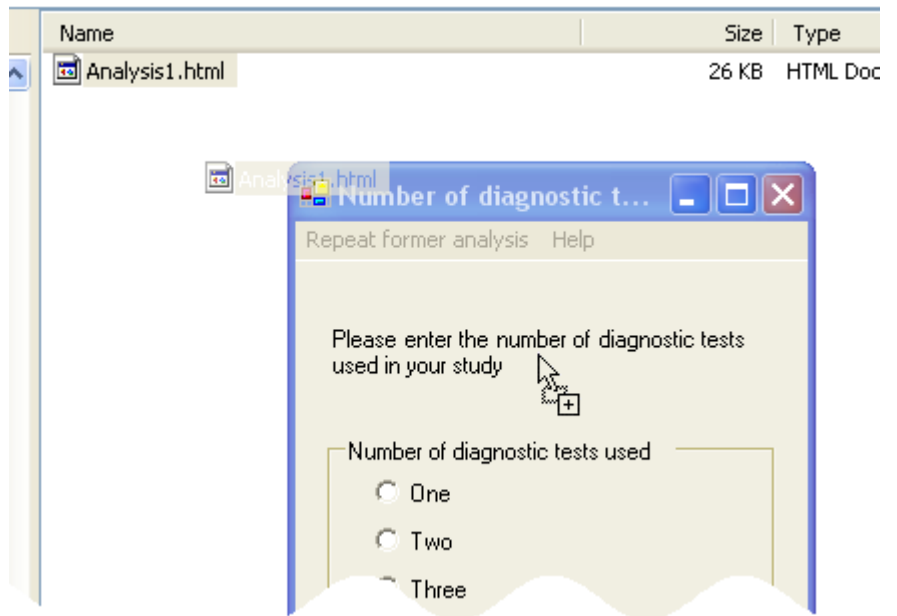 Name Size Type
Analysis1.html 26 KB HTML Doc
Analysis1.html
Number of diagnostic t...
Repeat former analysis Help
Please enter the number of diagnostic tests
used in your study
Number of diagnostic tests used
One
Two
Three